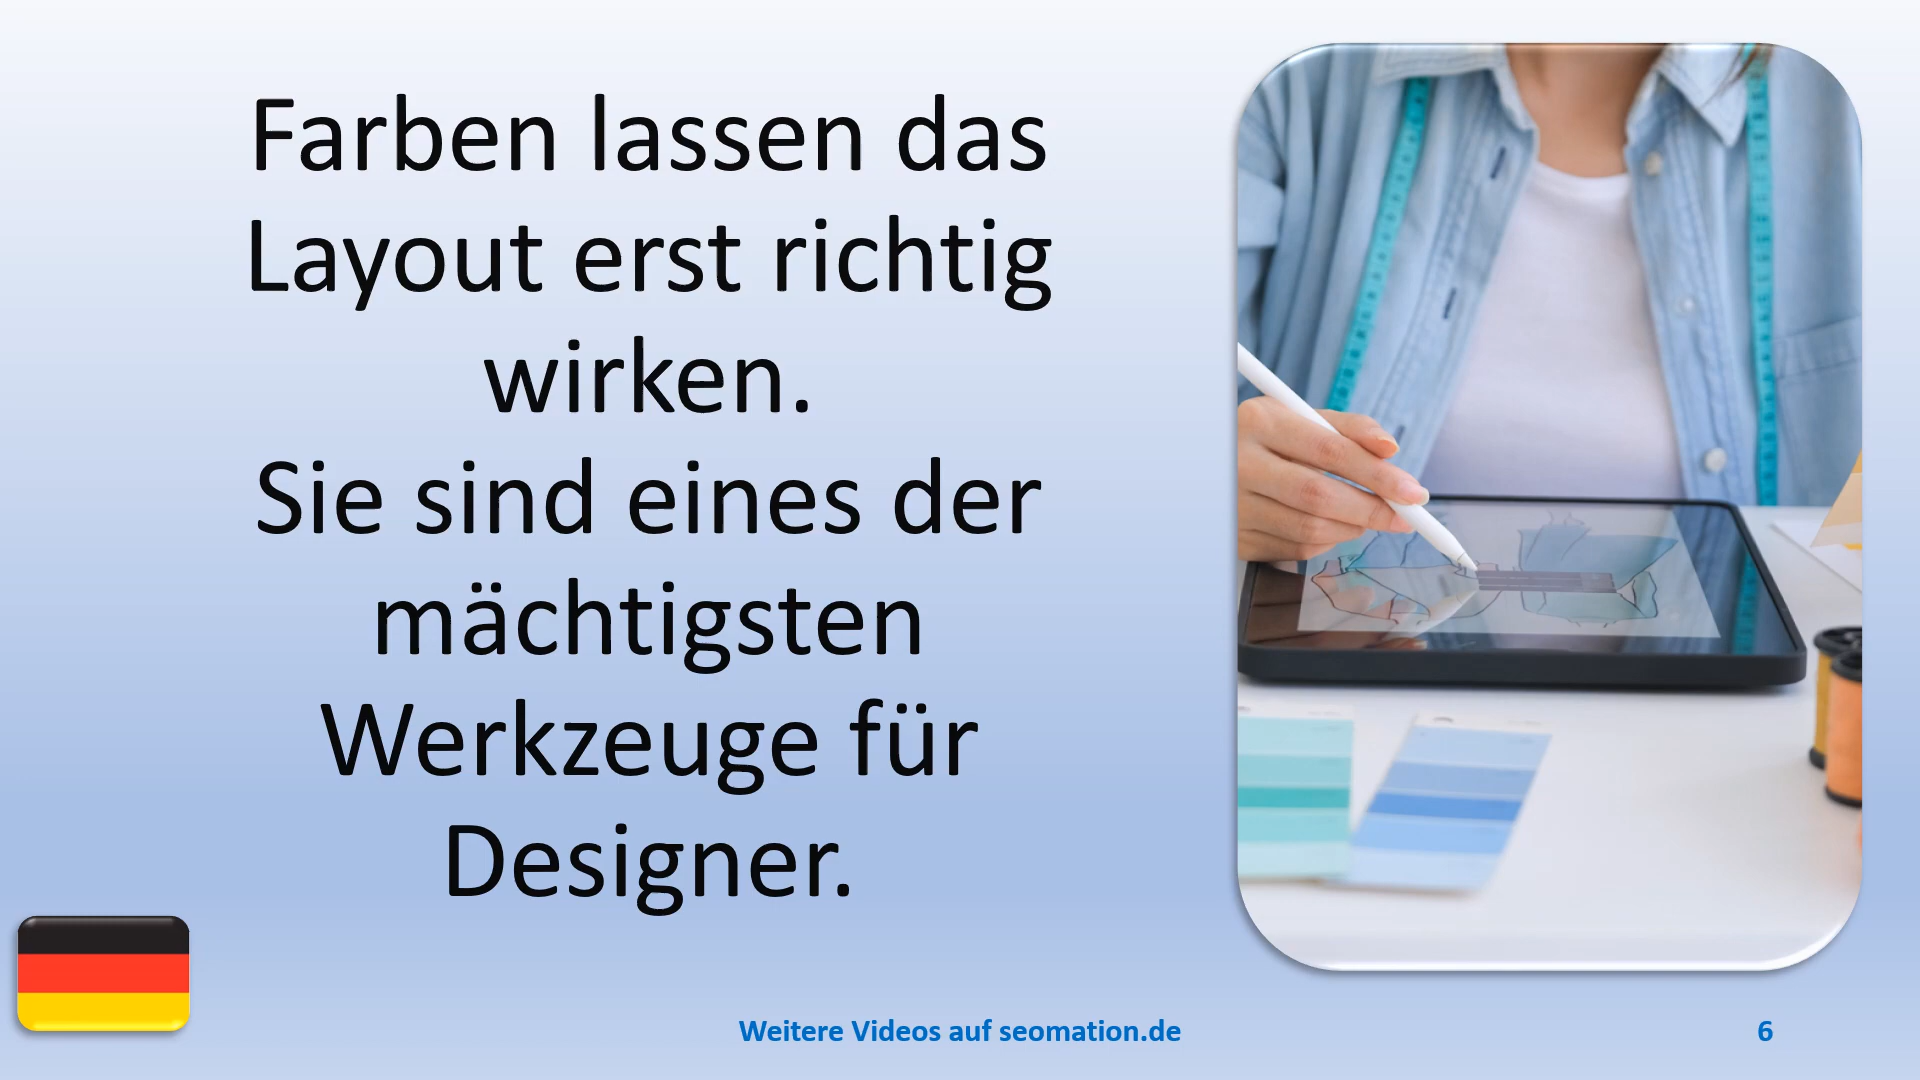 Farben lassen das
Layout erst richtig
wirken.
Sie sind eines der
mächtigsten
Werkzeuge für
Designer.
Weitere Videos auf seomation.de
6